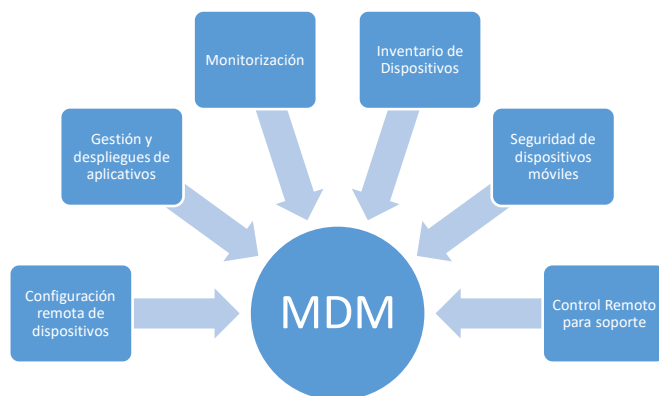 Monitorización
Inventario de
Dispositivos
Gestión y
despliegues de
aplicativos
Seguridad de
dispositivos
móviles
Configuración
remota de
dispositivos
MDM
Control Remoto
para soporte